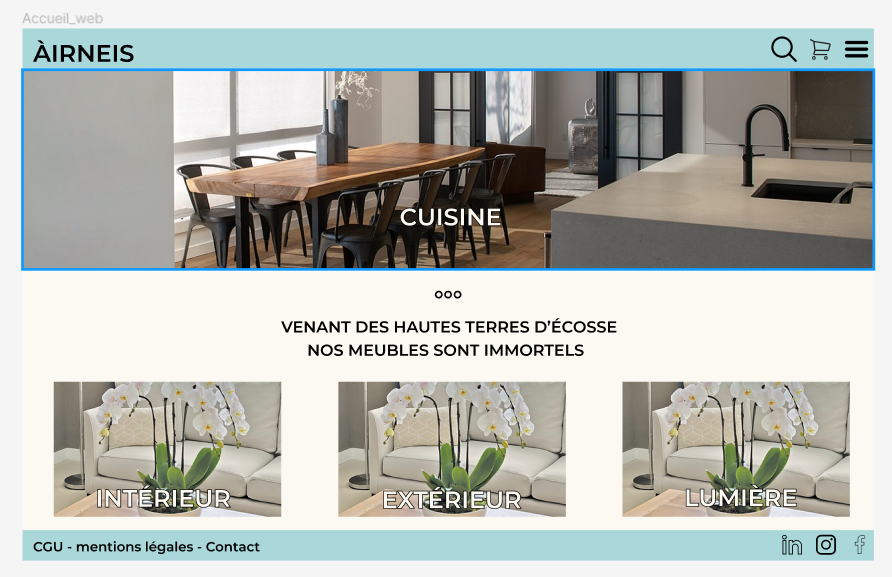 Accueil_web
ÀIRNEIS
CUISINE
VENANT DES HAUTES TERRES D'ÉCOSSE
NOS MEUBLES SONT IMMORTELS
INTÉRIEUR
EXTÉRIEUR
LUMIÈRE
CGU - mentions légales - Contact
in
f